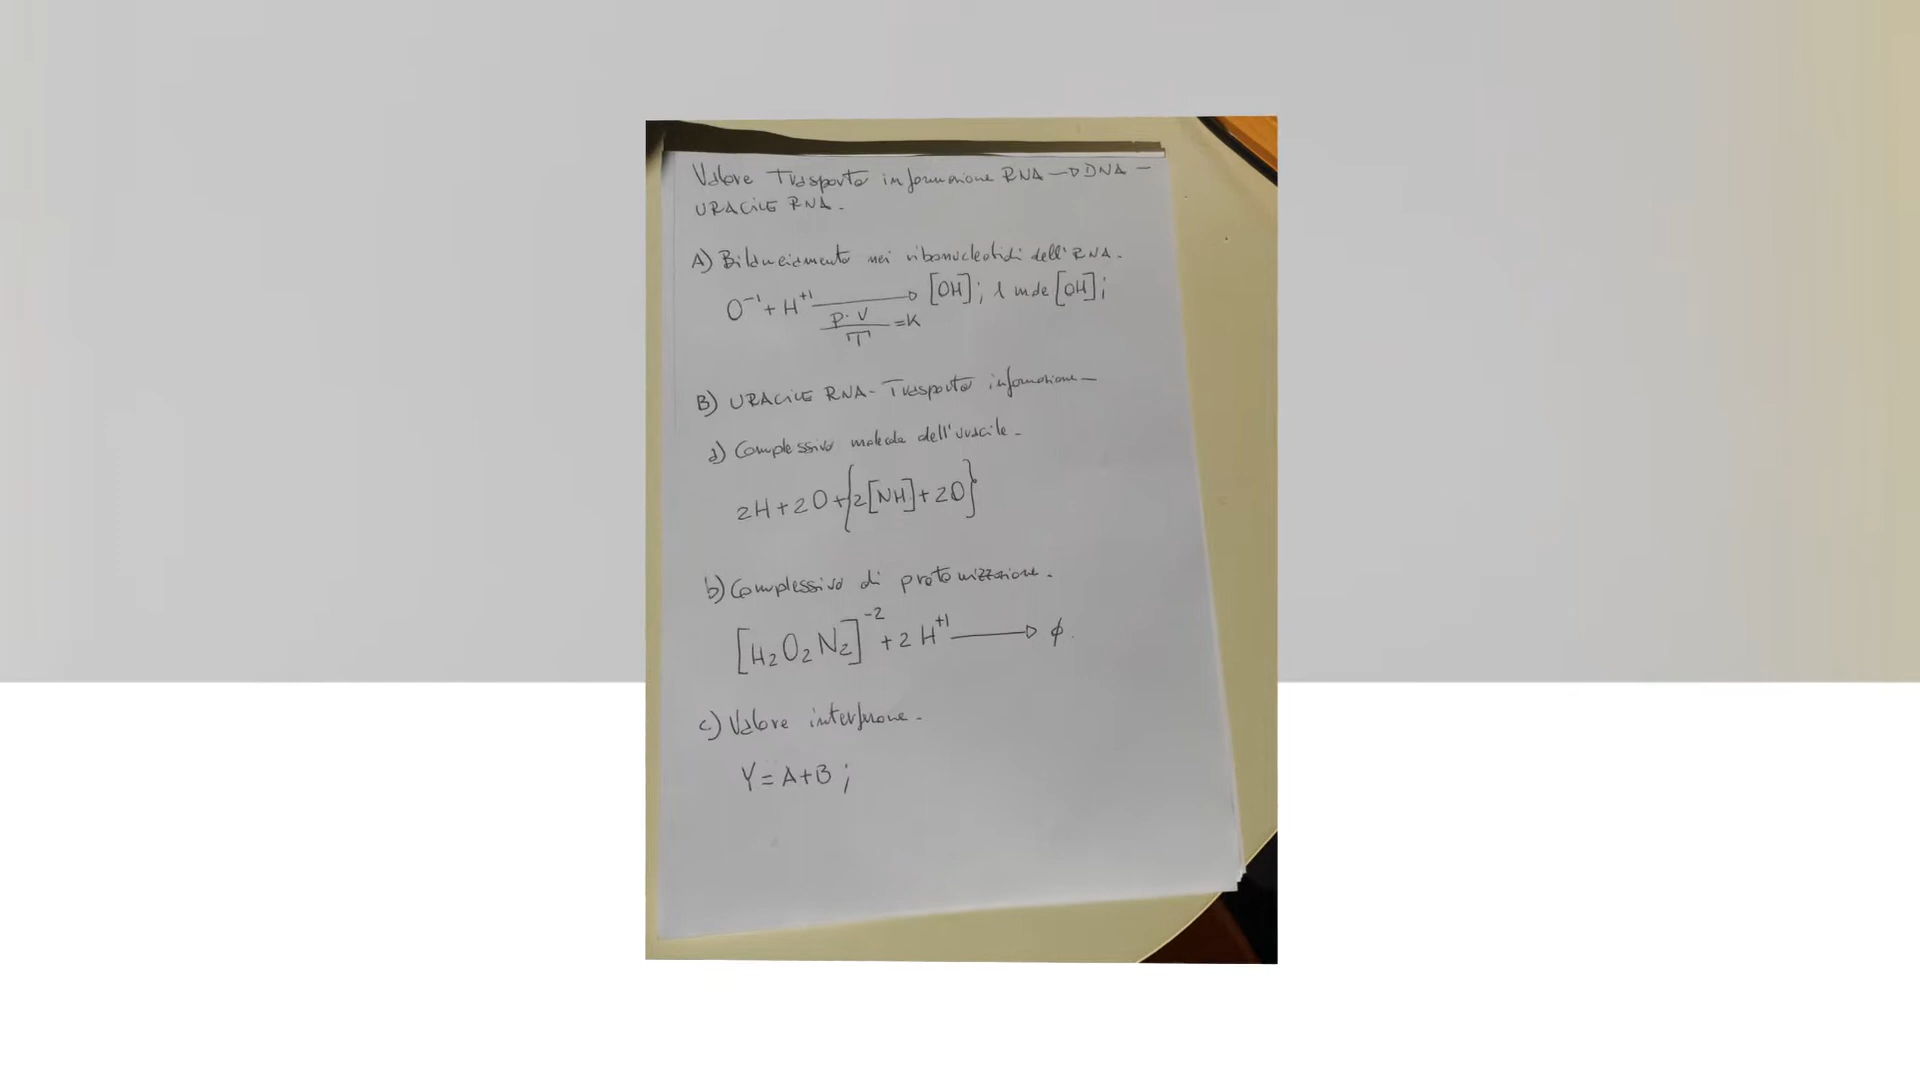 Valore Trasporto informazione RNA → DNA –
URACILE RNA.
A) Bilanciamento nei ribonucleotidi dell'RNA.
O⁻¹ + H⁺¹ → [OH]; 1 mole [OH];
P·V
T
=K
B) URACILE RNA- Trasporto informazione –
a) Complessivo molecola dell'uracile –
2H + 2O + {2[NH] + 2O}
b) Complessivo di protonizzazione.
[H₂O₂N₂]⁻² + 2H⁺¹ → ϕ.
c) Valore interferone.
Y = A+B ;